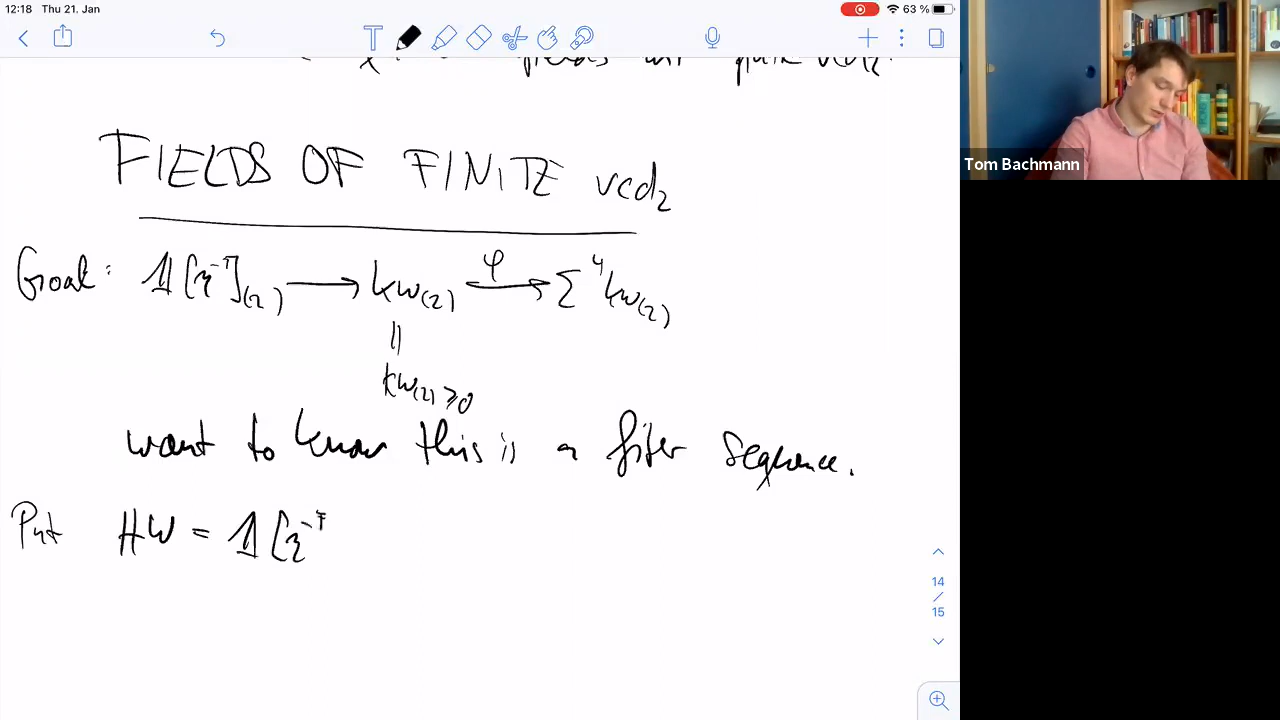 12:18 Thu 21. Jan
63 %
FIELDS OF FINITE vcd₂
Goal: 𝟙[η⁻¹]₍₂₎ ⟶ kw₍₂₎ —φ→ Σ⁴kw₍₂₎
||
kw₍₂₎ ≥0
want to know this is a fiber sequence.
Put HW = 𝟙[η⁻¹
14
/
15
Tom Bachmann